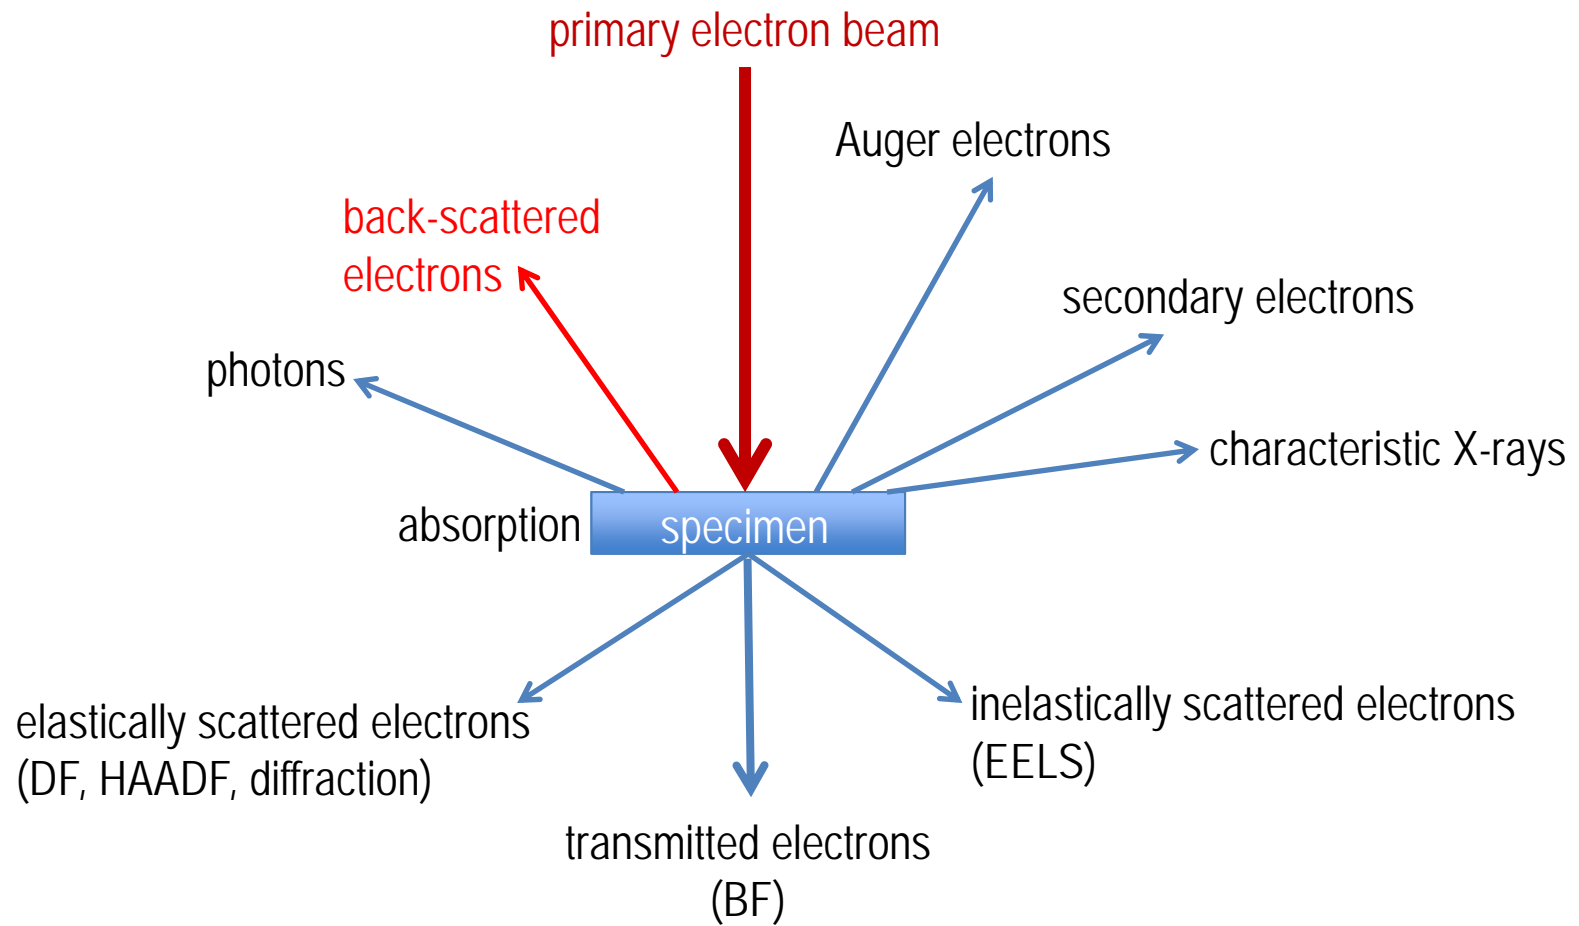 primary electron beam
Auger electrons
back-scattered
electrons
secondary electrons
photons
characteristic X-rays
absorption
specimen
elastically scattered electrons
(DF, HAADF, diffraction)
inelastically scattered electrons
(EELS)
transmitted electrons
(BF)